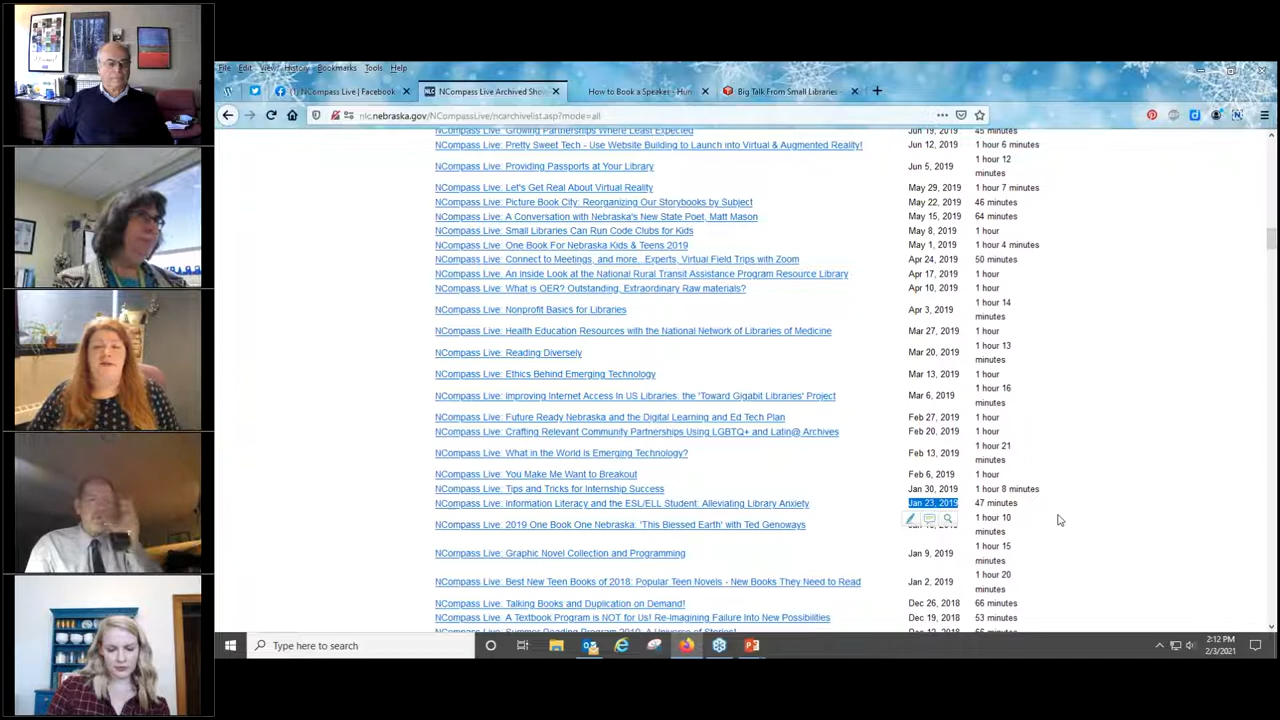 File Edit View History Bookmarks Tools Help
(1) NCompass Live | Facebook
NLC NCompass Live Archived Sho
How to Book a Speaker - Hun
Big Talk From Small Libraries -
nlc.nebraska.gov/NCompassLive/ncarchivelist.asp?mode=all
NCompass Live: Growing Partnerships Where Least Expected Jun 19, 2019 45 minutes
NCompass Live: Pretty Sweet Tech - Use Website Building to Launch into Virtual & Augmented Reality! Jun 12, 2019 1 hour 6 minutes
NCompass Live: Providing Passports at Your Library Jun 5, 2019 1 hour 12 minutes
NCompass Live: Let's Get Real About Virtual Reality May 29, 2019 1 hour 7 minutes
NCompass Live: Picture Book City: Reorganizing Our Storybooks by Subject May 22, 2019 46 minutes
NCompass Live: A Conversation with Nebraska's New State Poet, Matt Mason May 15, 2019 64 minutes
NCompass Live: Small Libraries Can Run Code Clubs for Kids May 8, 2019 1 hour
NCompass Live: One Book For Nebraska Kids & Teens 2019 May 1, 2019 1 hour 4 minutes
NCompass Live: Connect to Meetings, and more.. Experts, Virtual Field Trips with Zoom Apr 24, 2019 50 minutes
NCompass Live: An Inside Look at the National Rural Transit Assistance Program Resource Library Apr 17, 2019 1 hour
NCompass Live: What is OER? Outstanding, Extraordinary Raw materials? Apr 10, 2019 1 hour
NCompass Live: Nonprofit Basics for Libraries Apr 3, 2019 1 hour 14 minutes
NCompass Live: Health Education Resources with the National Network of Libraries of Medicine Mar 27, 2019 1 hour
NCompass Live: Reading Diversely Mar 20, 2019 1 hour 13 minutes
NCompass Live: Ethics Behind Emerging Technology Mar 13, 2019 1 hour
NCompass Live: Improving Internet Access In US Libraries: the 'Toward Gigabit Libraries' Project Mar 6, 2019 1 hour 16 minutes
NCompass Live: Future Ready Nebraska and the Digital Learning and Ed Tech Plan Feb 27, 2019 1 hour
NCompass Live: Crafting Relevant Community Partnerships Using LGBTQ+ and Latin@ Archives Feb 20, 2019 1 hour
NCompass Live: What in the World is Emerging Technology? Feb 13, 2019 1 hour 21 minutes
NCompass Live: You Make Me Want to Breakout Feb 6, 2019 1 hour
NCompass Live: Tips and Tricks for Internship Success Jan 30, 2019 1 hour 8 minutes
NCompass Live: Information Literacy and the ESL/ELL Student: Alleviating Library Anxiety Jan 23, 2019 47 minutes
NCompass Live: 2019 One Book One Nebraska: 'This Blessed Earth' with Ted Genoways 1 hour 10 minutes
NCompass Live: Graphic Novel Collection and Programming Jan 9, 2019 1 hour 15 minutes
NCompass Live: Best New Teen Books of 2018: Popular Teen Novels - New Books They Need to Read Jan 2, 2019 1 hour 20 minutes
NCompass Live: Talking Books and Duplication on Demand! Dec 26, 2018 66 minutes
NCompass Live: A Textbook Program is NOT for Us! Re-Imagining Failure Into New Possibilities Dec 19, 2018 53 minutes
NCompass Live: Summer Reading Program 2019: A Universe of Stories!
Type here to search
2:12 PM
2/3/2021